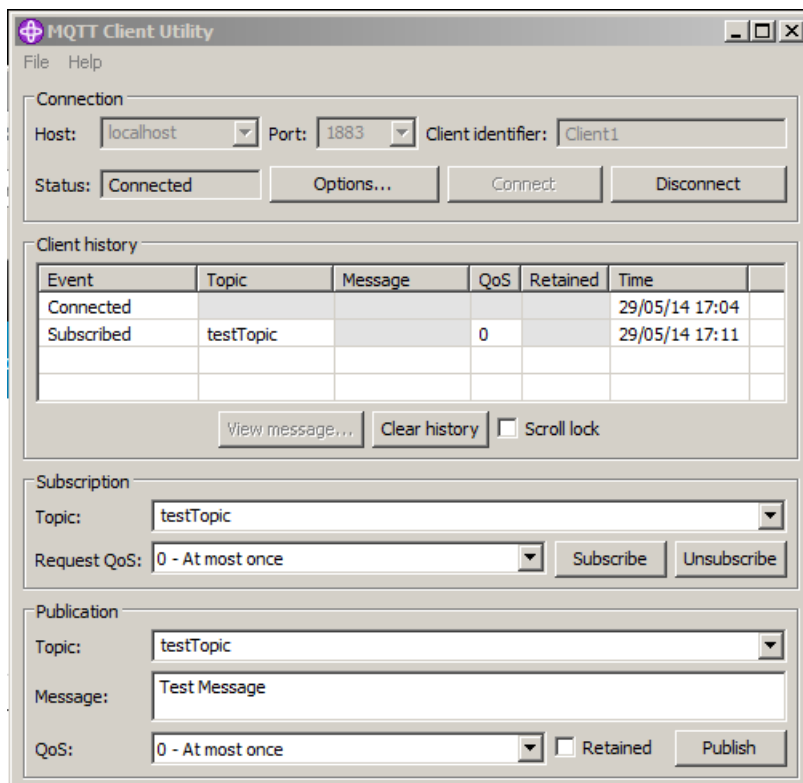 MQTT Client Utility
File Help
Connection
Host: localhost Port: 1883 Client identifier: Client1
Status: Connected Options... Connect Disconnect
Client history
Event Topic Message QoS Retained Time
Connected 29/05/14 17:04
Subscribed testTopic 0 29/05/14 17:11
View message... Clear history Scroll lock
Subscription
Topic: testTopic
Request QoS: 0 - At most once Subscribe Unsubscribe
Publication
Topic: testTopic
Message: Test Message
QoS: 0 - At most once Retained Publish